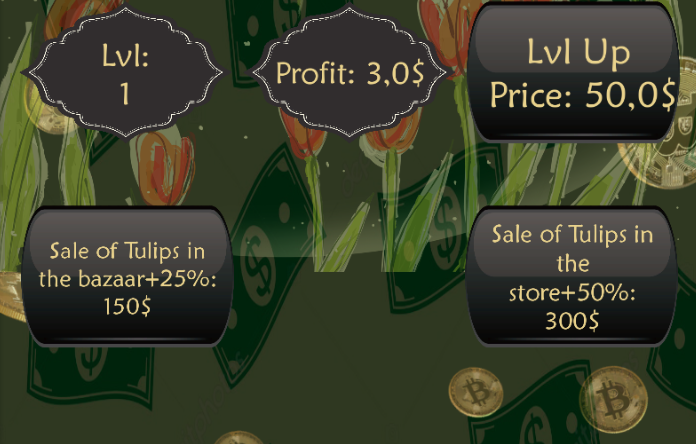 Lvl:
1
Profit: 3,0$
Lvl Up
Price: 50,0$
Sale of Tulips in
the bazaar+25%:
150$
Sale of Tulips in
the
store+50%:
300$